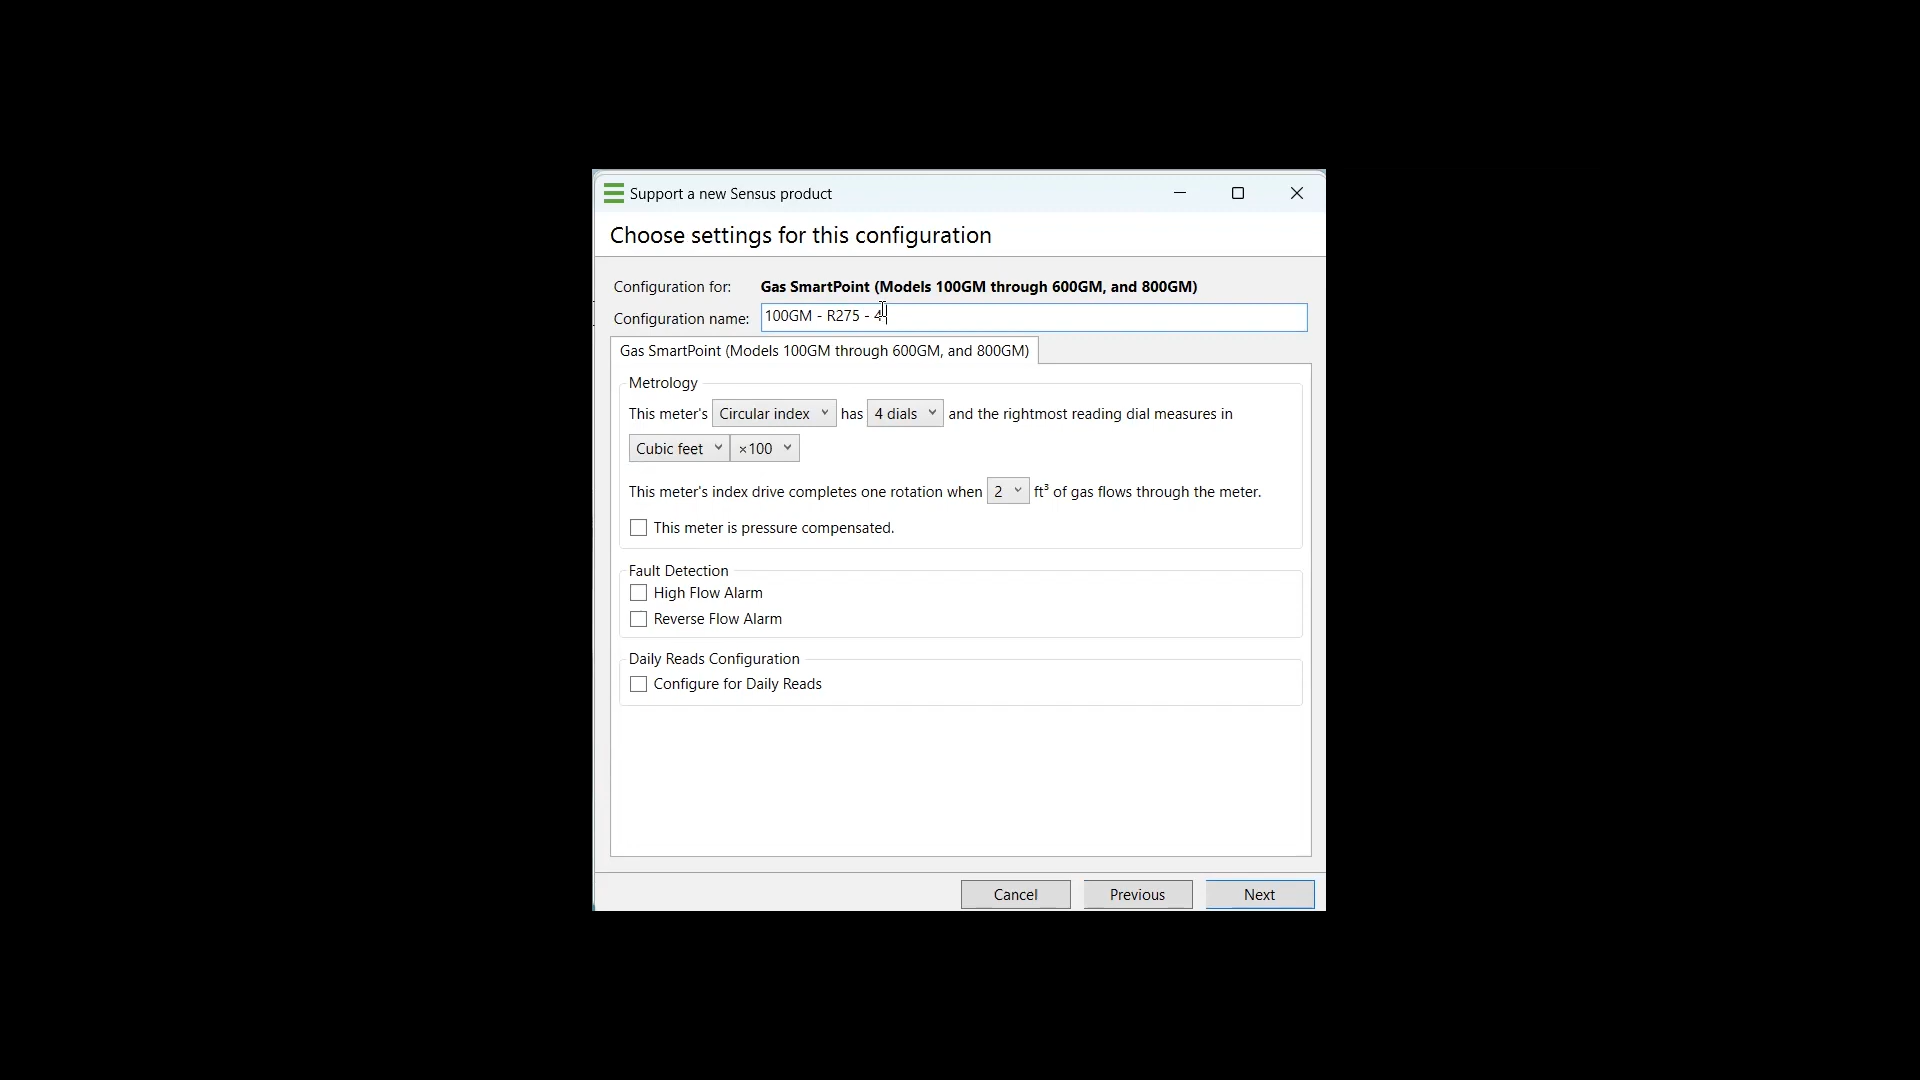 Support a new Sensus product
Choose settings for this configuration
Configuration for: Gas SmartPoint (Models 100GM through 600GM, and 800GM)
Configuration name: 100GM - R275 - 4
Gas SmartPoint (Models 100GM through 600GM, and 800GM)
Metrology
This meter's Circular index has 4 dials and the rightmost reading dial measures in
Cubic feet ×100
This meter's index drive completes one rotation when 2 ft³ of gas flows through the meter.
This meter is pressure compensated.
Fault Detection
High Flow Alarm
Reverse Flow Alarm
Daily Reads Configuration
Configure for Daily Reads
Cancel Previous Next